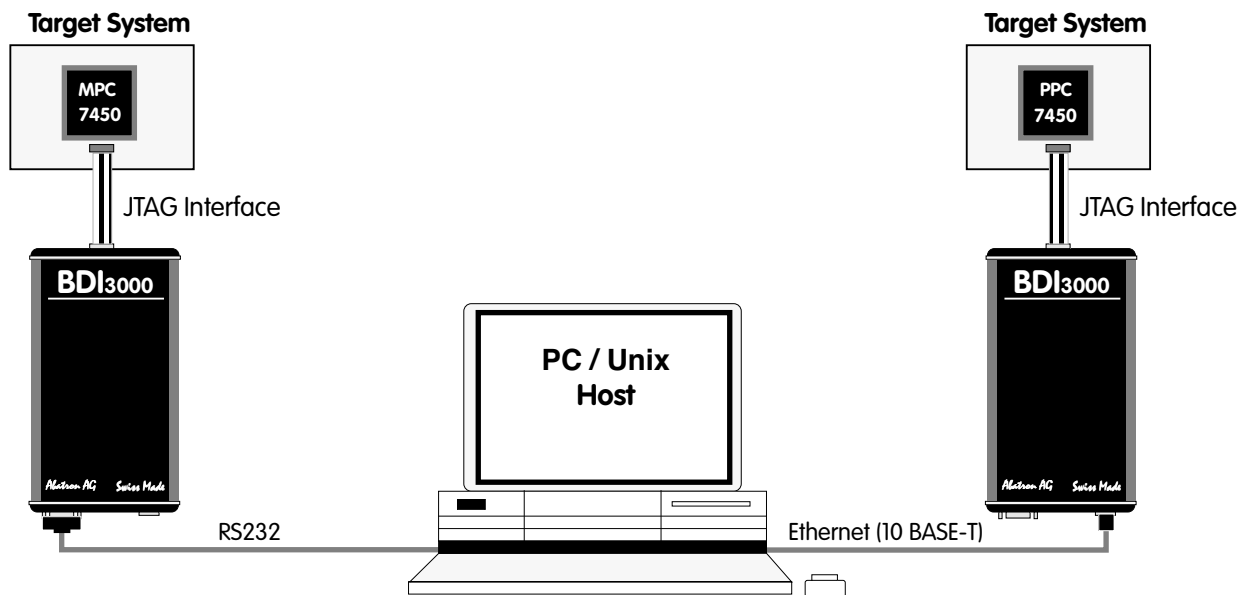 Target System
MPC
7450
JTAG Interface
BDI3000
Abatron AG Swiss Made
RS232
PC / Unix
Host
Target System
PPC
7450
JTAG Interface
BDI3000
Abatron AG Swiss Made
Ethernet (10 BASE-T)